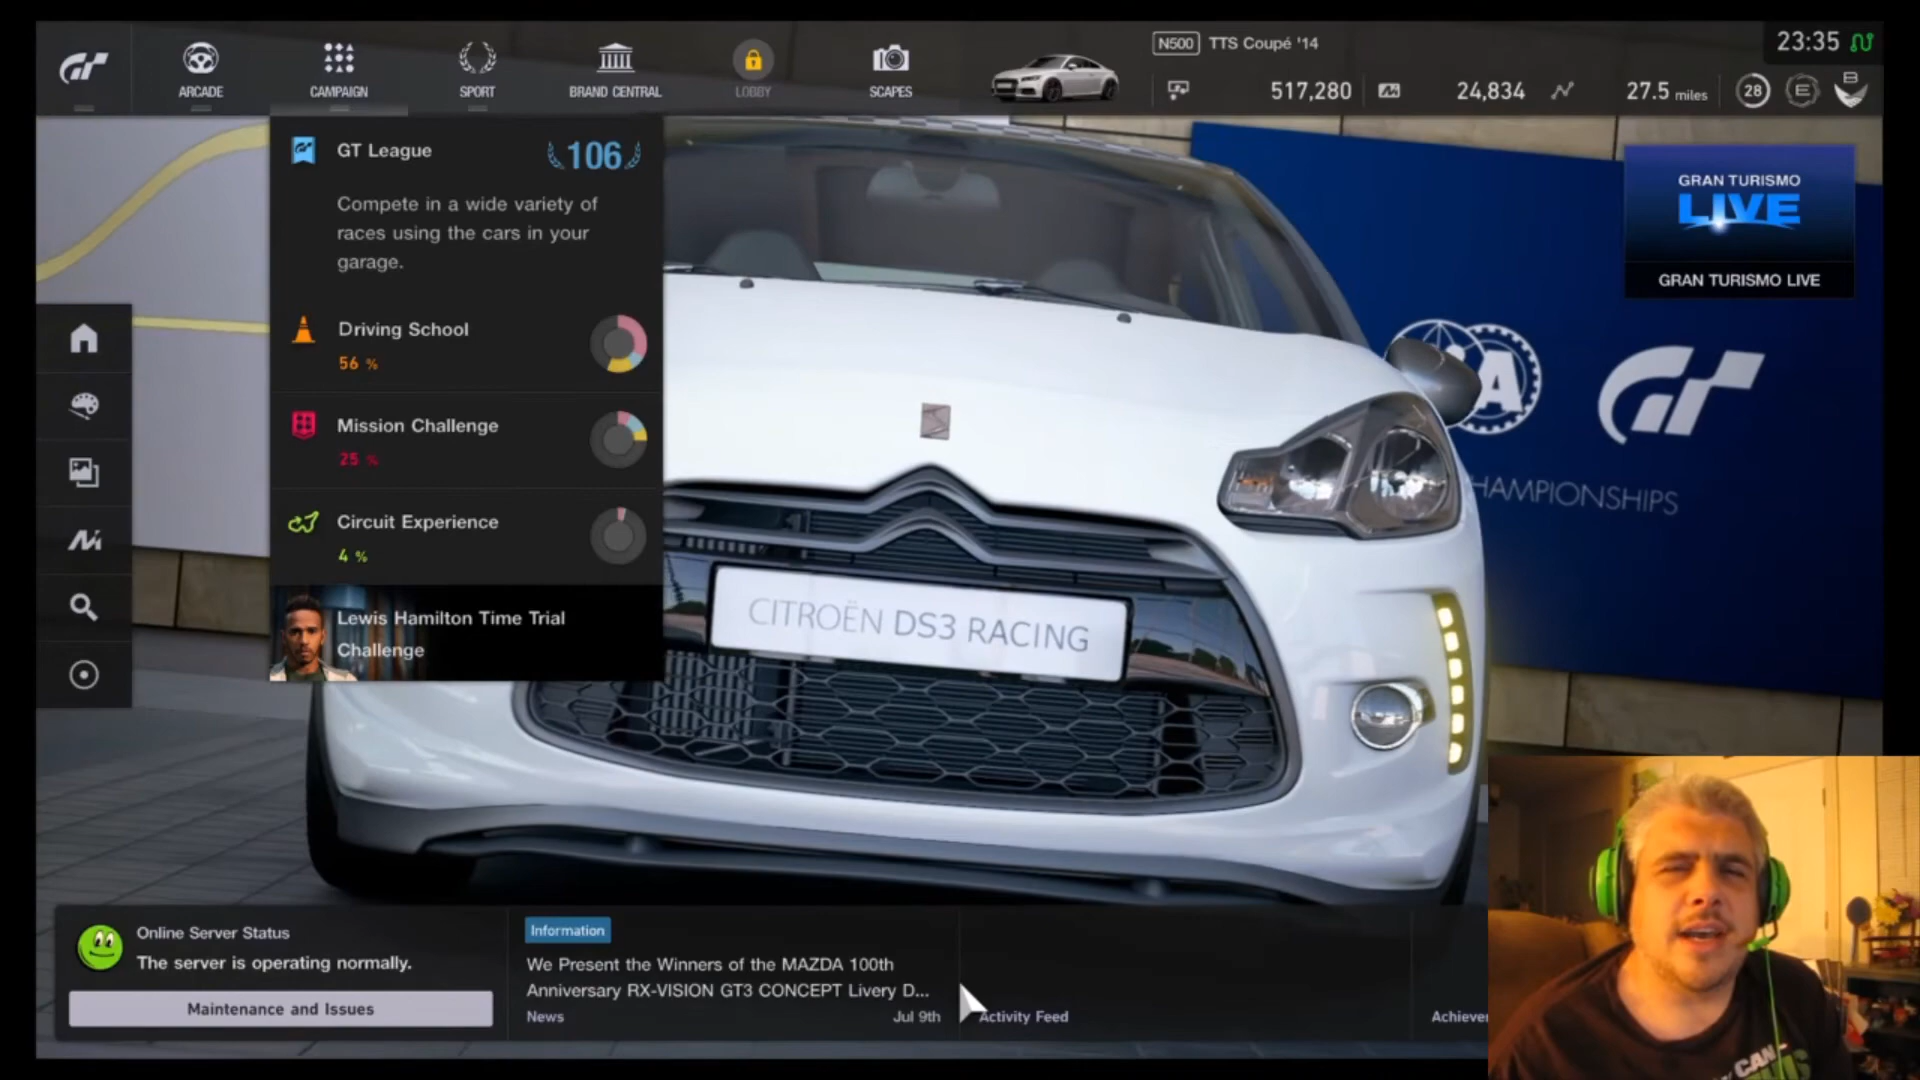 ARCADE
CAMPAIGN
SPORT
BRAND CENTRAL
LOBBY
SCAPES
N500 TTS Coupé '14
23:35
517,280
24,834
27.5 miles
28
E
B
GT League
106
Compete in a wide variety of
races using the cars in your
garage.
Driving School
56 %
Mission Challenge
25 %
Circuit Experience
4 %
Lewis Hamilton Time Trial
Challenge
GRAN TURISMO
LIVE
GRAN TURISMO LIVE
A
GT
HAMPIONSHIPS
CITROËN DS3 RACING
Online Server Status
The server is operating normally.
Maintenance and Issues
Information
We Present the Winners of the MAZDA 100th
Anniversary RX-VISION GT3 CONCEPT Livery D...
News
Jul 9th
Activity Feed
Achiever
CAN